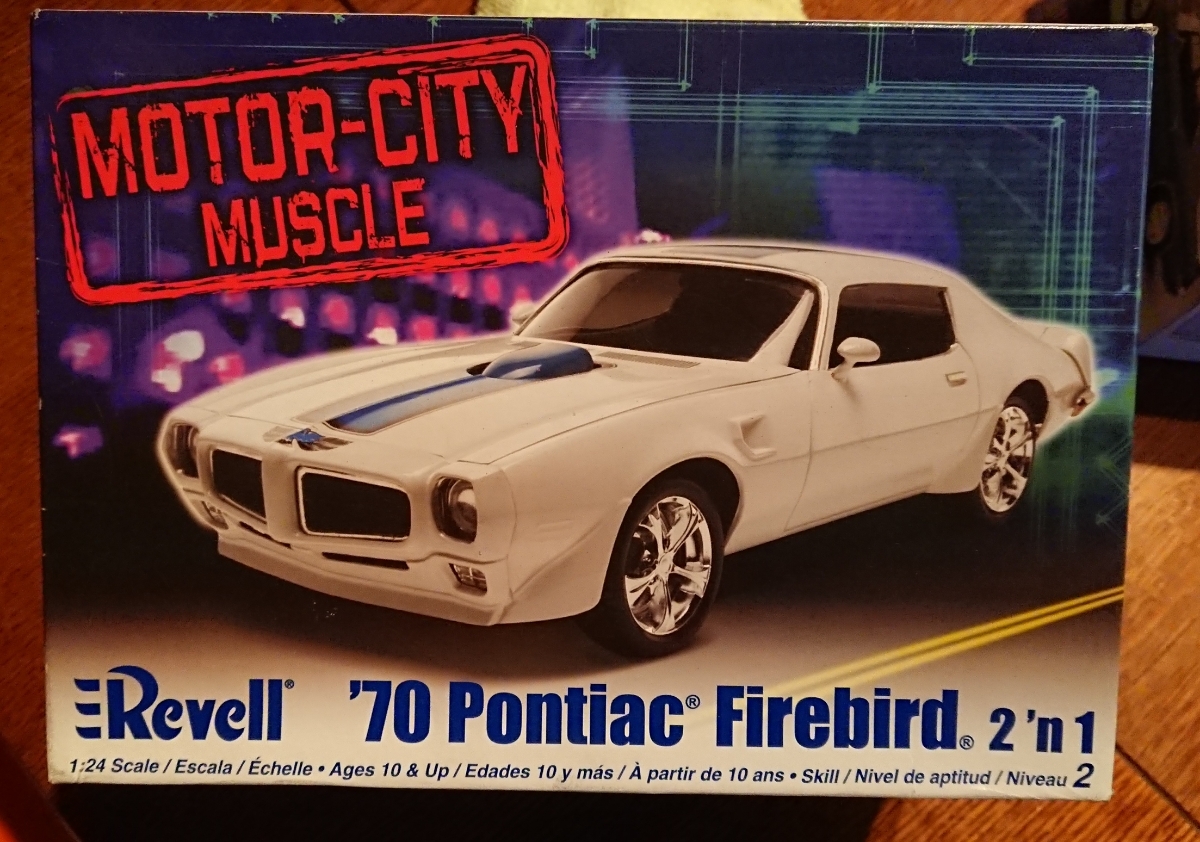 MOTOR-CITY
MUSCLE
Revell® '70 Pontiac® Firebird® 2 'n 1
1:24 Scale / Escala / Échelle • Ages 10 & Up / Edades 10 y más / À partir de 10 ans • Skill / Nivel de aptitud / Niveau 2